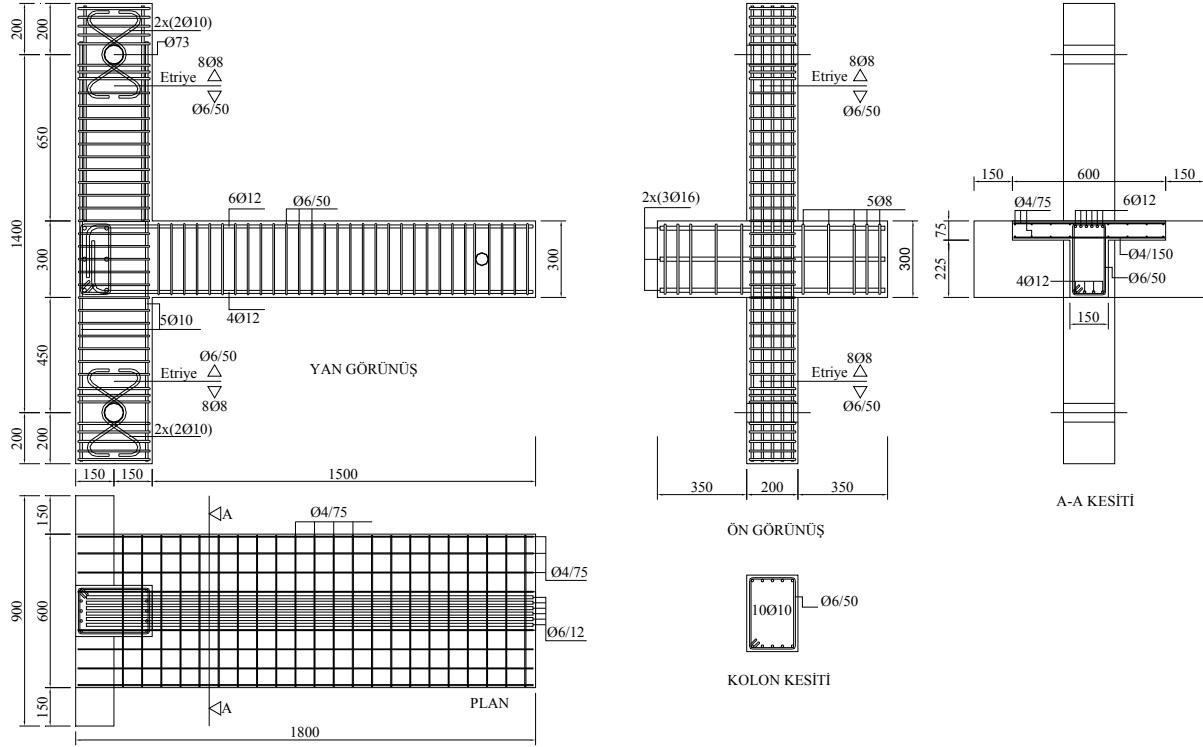 200
200
2x(2Ø10)
Ø73
8Ø8
Etriye
Ø6/50
650
1400
6Ø12
Ø6/50
300
300
4Ø12
5Ø10
450
Ø6/50
Etriye
8Ø8
YAN GÖRÜNÜŞ
200
200
2x(2Ø10)
150
150
1500
8Ø8
Etriye
Ø6/50
2x(3Ø16)
5Ø8
300
8Ø8
Etriye
Ø6/50
350
200
350
ÖN GÖRÜNÜŞ
150
600
150
Ø4/75
6Ø12
75
225
Ø4/150
Ø6/50
4Ø12
150
A-A KESİTİ
150
A
Ø4/75
Ø4/75
900
600
Ø6/12
150
A
PLAN
1800
10Ø10
Ø6/50
KOLON KESİTİ